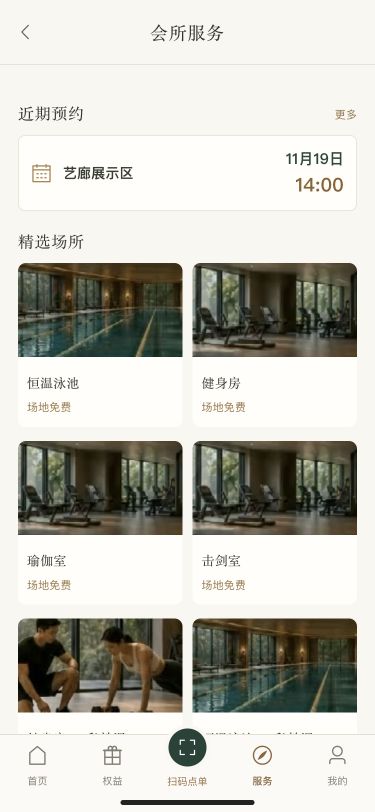 会所服务
近期预约
更多
艺廊展示区
11月19日
14:00
精选场所
恒温泳池
健身房
场地免费
场地免费
瑜伽室
击剑室
场地免费
场地免费
首页
权益
扫码点单
服务
我的